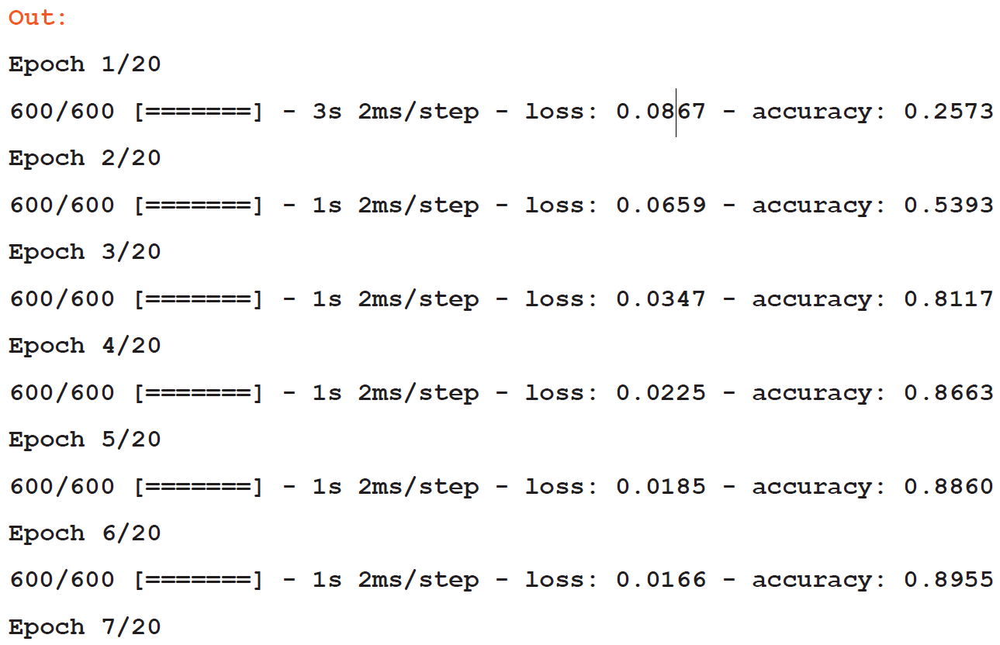 Out:
Epoch 1/20
600/600 [=======] - 3s 2ms/step - loss: 0.0867 - accuracy: 0.2573
Epoch 2/20
600/600 [=======] - 1s 2ms/step - loss: 0.0659 - accuracy: 0.5393
Epoch 3/20
600/600 [=======] - 1s 2ms/step - loss: 0.0347 - accuracy: 0.8117
Epoch 4/20
600/600 [=======] - 1s 2ms/step - loss: 0.0225 - accuracy: 0.8663
Epoch 5/20
600/600 [=======] - 1s 2ms/step - loss: 0.0185 - accuracy: 0.8860
Epoch 6/20
600/600 [=======] - 1s 2ms/step - loss: 0.0166 - accuracy: 0.8955
Epoch 7/20